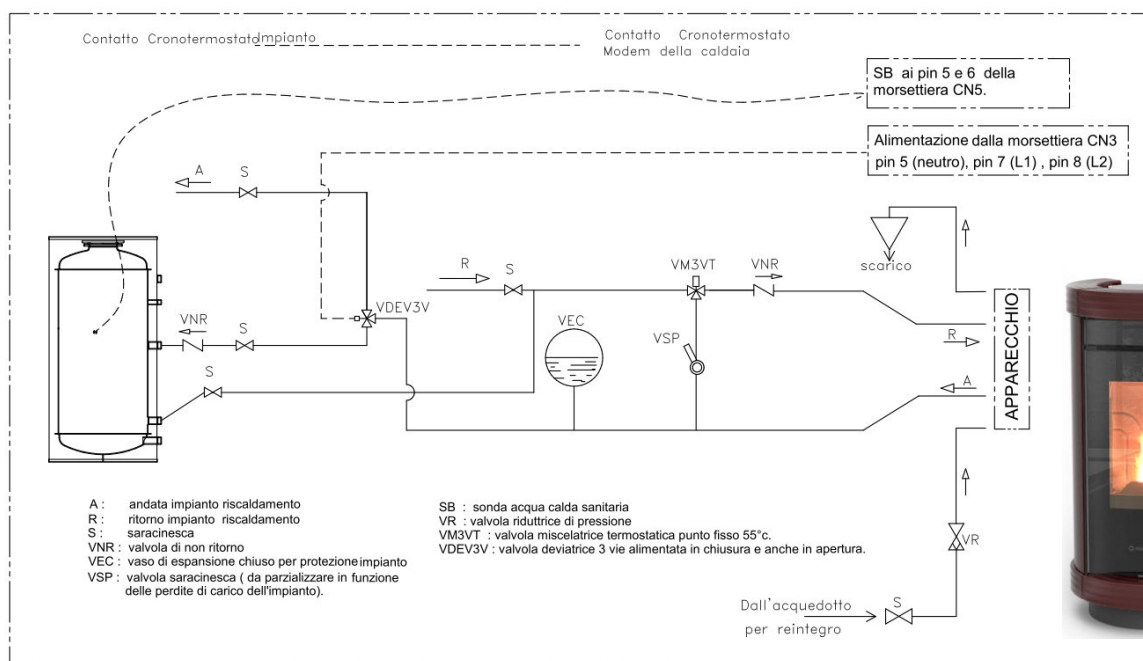 Contatto Cronotermostato Impianto
Contatto Cronotermostato
Modem della caldaia
SB ai pin 5 e 6 della
morsettiera CN5.
Alimentazione dalla morsettiera CN3
pin 5 (neutro), pin 7 (L1) , pin 8 (L2)
A
S
R
S
VM3VT
VNR
scarico
VDEV3V
VNR
S
VEC
VSP
R
S
A
APPARECCHIO
A : andata impianto riscaldamento
R : ritorno impianto riscaldamento
S : saracinesca
VNR : valvola di non ritorno
VEC : vaso di espansione chiuso per protezione impianto
VSP : valvola saracinesca ( da parzializzare in funzione
delle perdite di carico dell'impianto).
SB : sonda acqua calda sanitaria
VR : valvola riduttrice di pressione
VM3VT : valvola miscelatrice termostatica punto fisso 55°c.
VDEV3V : valvola deviatrice 3 vie alimentata in chiusura e anche in apertura.
VR
Dall'acquedotto
per reintegro
S